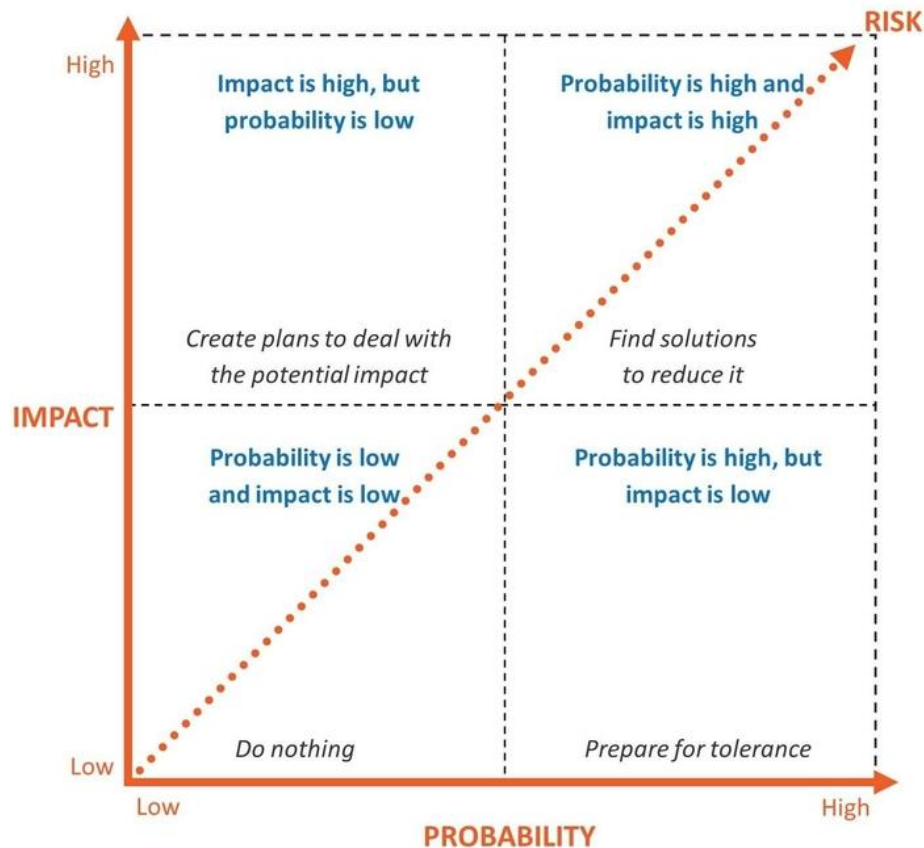 RISK
High
Impact is high, but
probability is low
Probability is high and
impact is high
Create plans to deal with
the potential impact
Find solutions
to reduce it
IMPACT
Probability is low
and impact is low
Probability is high, but
impact is low
Do nothing
Prepare for tolerance
Low
Low
High
PROBABILITY